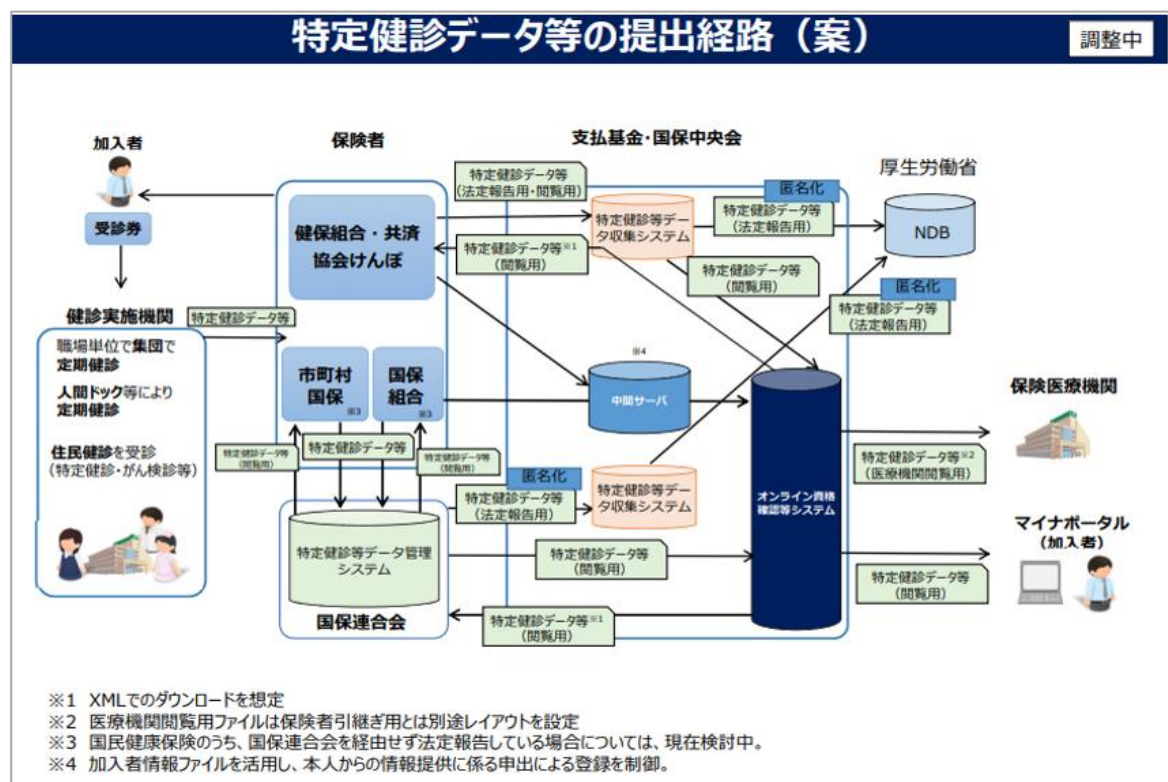 特定健診データ等の提出経路（案）
調整中
加入者
保険者
支払基金・国保中央会
厚生労働省
受診券
健保組合・共済
協会けんぽ
特定健診データ等
(法定報告用・閲覧用)
特定健診データ等※1
(閲覧用)
特定健診等デー
タ収集システム
匿名化
特定健診データ等
(法定報告用)
NDB
特定健診データ等
(閲覧用)
匿名化
特定健診データ等
(法定報告用)
健診実施機関
特定健診データ等
職場単位で集団で
定期健診
人間ドック等により
定期健診
住民健診を受診
(特定健診・がん検診等)
市町村
国保
※3
国保
組合
※3
※4
中間サーバ
特定健診データ等
(閲覧用)
特定健診データ等
特定健診データ等
(閲覧用)
匿名化
特定健診データ等
(法定報告用)
特定健診等デー
タ収集システム
オンライン資格
確認等システム
保険医療機関
特定健診データ等※2
(医療機関閲覧用)
マイナポータル
(加入者)
特定健診データ等
(閲覧用)
特定健診等データ管理
システム
特定健診データ等
(閲覧用)
国保連合会
特定健診データ等※1
(閲覧用)
※1 XMLでのダウンロードを想定
※2 医療機関閲覧用ファイルは保険者引継ぎ用とは別途レイアウトを設定
※3 国民健康保険のうち、国保連合会を経由せず法定報告している場合については、現在検討中。
※4 加入者情報ファイルを活用し、本人からの情報提供に係る申出による登録を制御。